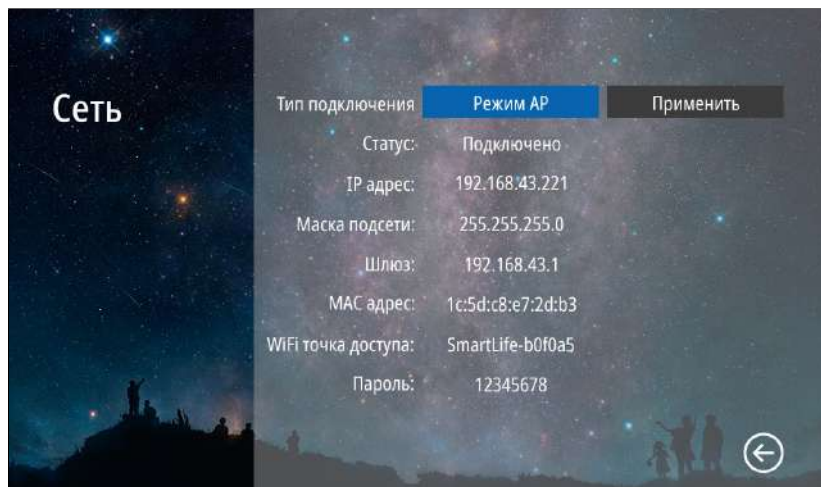 Сеть
Тип подключения Режим AP Применить
Статус: Подключено
IP адрес: 192.168.43.221
Маска подсети: 255.255.255.0
Шлюз: 192.168.43.1
MAC адрес: 1c:5d:c8:e7:2d:b3
WiFi точка доступа: SmartLife-b0f0a5
Пароль: 12345678